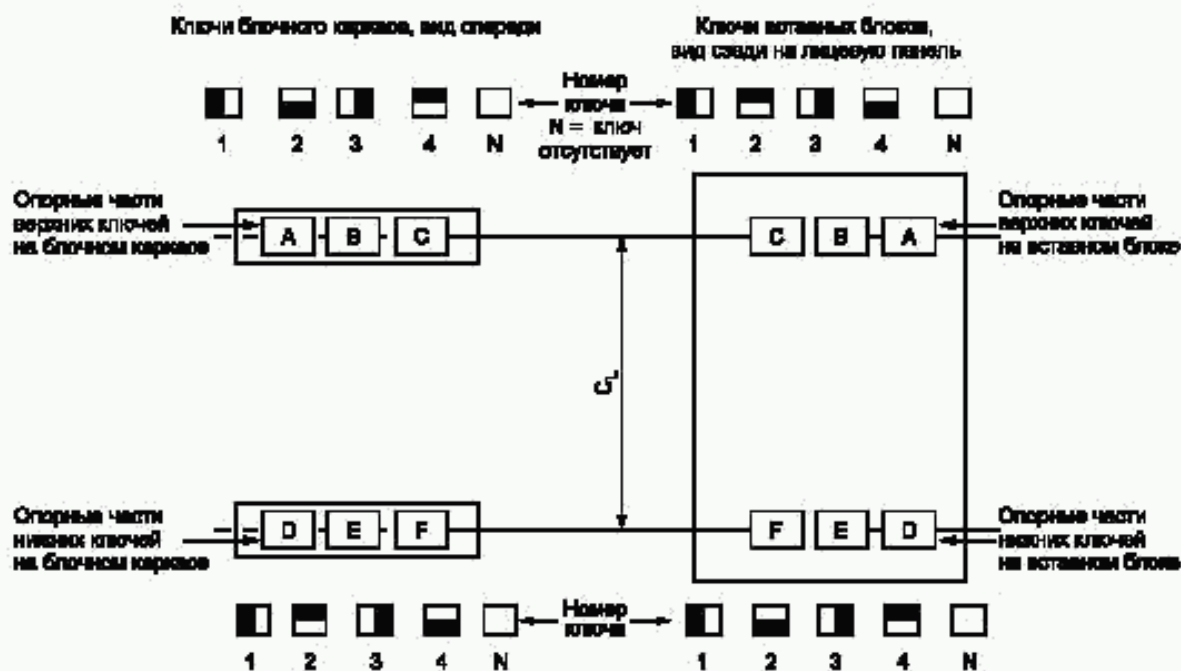 Ключи блочного каркаса, вид спереди
Ключи вставных блоков,
вид сзади на лицевую панель
Номер
ключа
N = ключ
отсутствует
1 2 3 4 N
1 2 3 4 N
Опорные части
верхних ключей
на блочном каркасе
A B C
C B A
Опорные части
верхних ключей
на вставном блоке
CL
Опорные части
нижних ключей
на блочном каркасе
D E F
F E D
Опорные части
нижних ключей
на вставном блоке
Номер
ключа
1 2 3 4 N
1 2 3 4 N